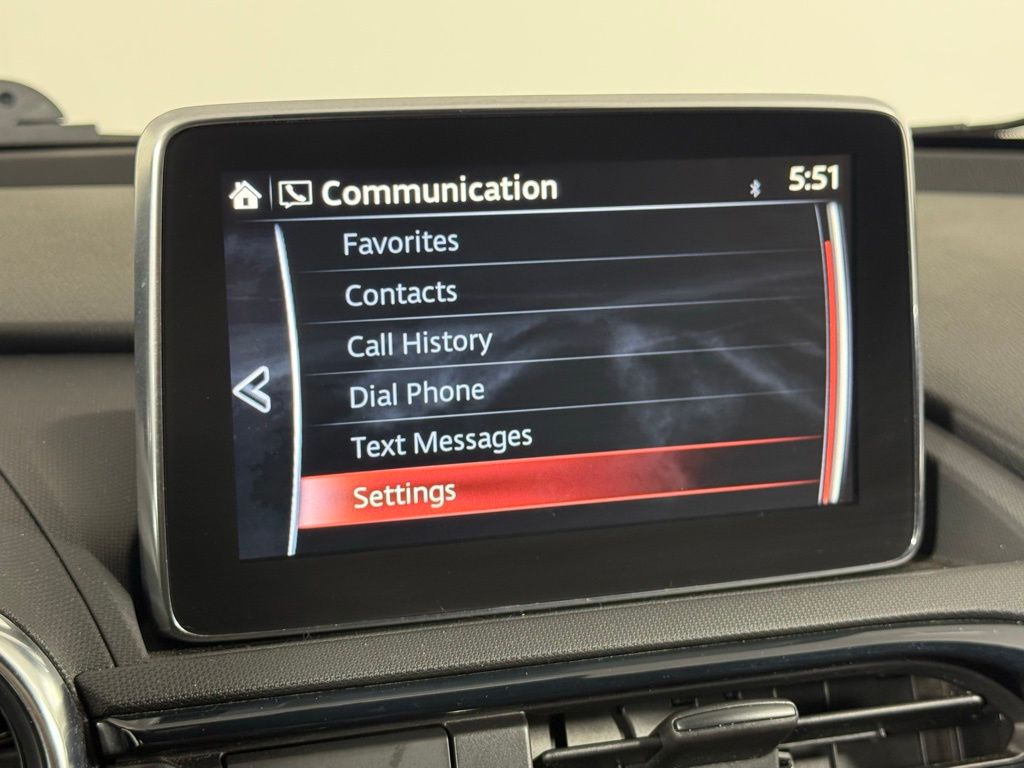 Communication 5:51
Favorites
Contacts
Call History
Dial Phone
Text Messages
Settings